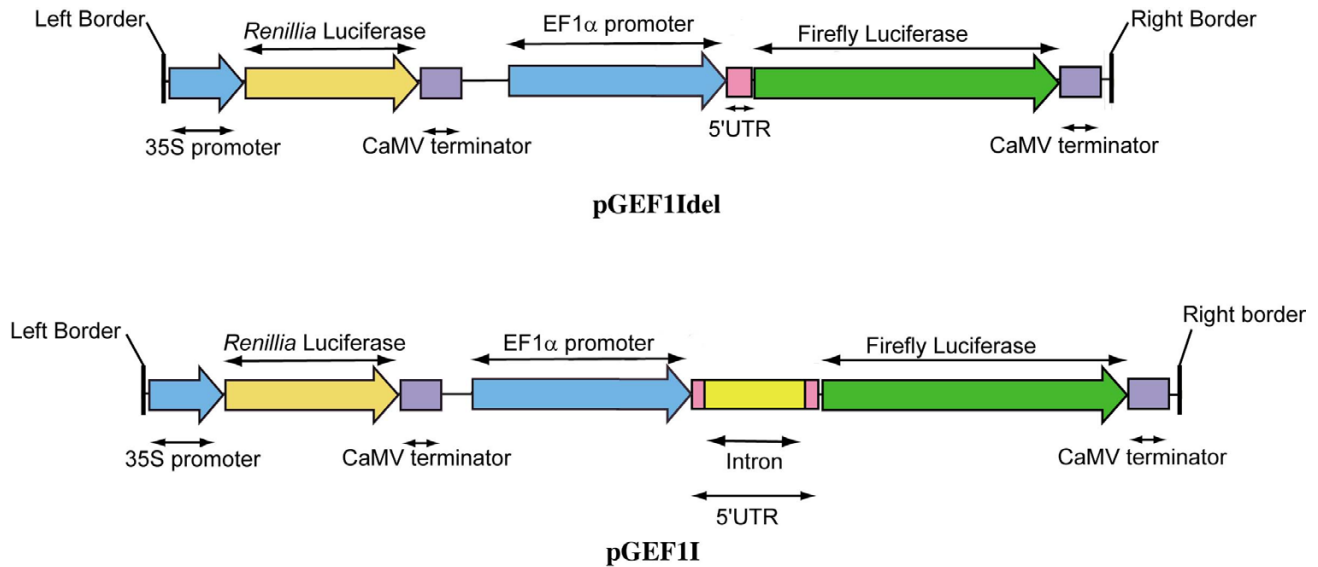 Left Border
Renillia Luciferase
EF1α promoter
Firefly Luciferase
Right Border
35S promoter
CaMV terminator
5'UTR
CaMV terminator
pGEF1Idel
Left Border
Renillia Luciferase
EF1α promoter
Firefly Luciferase
Right border
35S promoter
CaMV terminator
Intron
CaMV terminator
5'UTR
pGEF1I